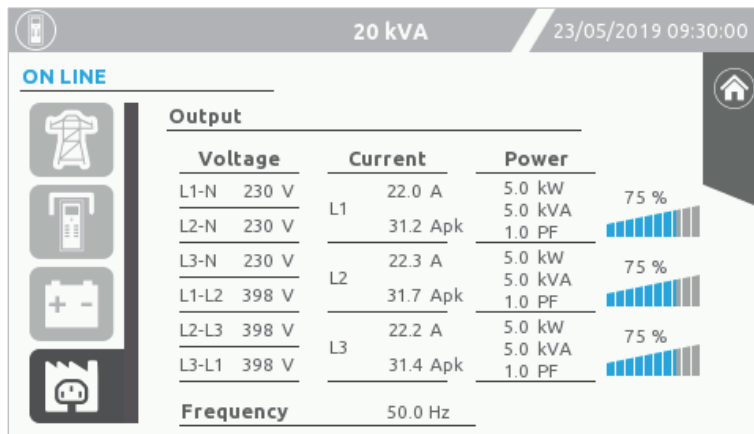 20 kVA
23/05/2019 09:30:00
ON LINE
Output
Voltage Current Power
L1-N 230 V
L2-N 230 V
L3-N 230 V
L1-L2 398 V
L2-L3 398 V
L3-L1 398 V
L1 22.0 A
31.2 Apk
L2 22.3 A
31.7 Apk
L3 22.2 A
31.4 Apk
5.0 kW
5.0 kVA
1.0 PF
75 %
5.0 kW
5.0 kVA
1.0 PF
75 %
5.0 kW
5.0 kVA
1.0 PF
75 %
Frequency 50.0 Hz